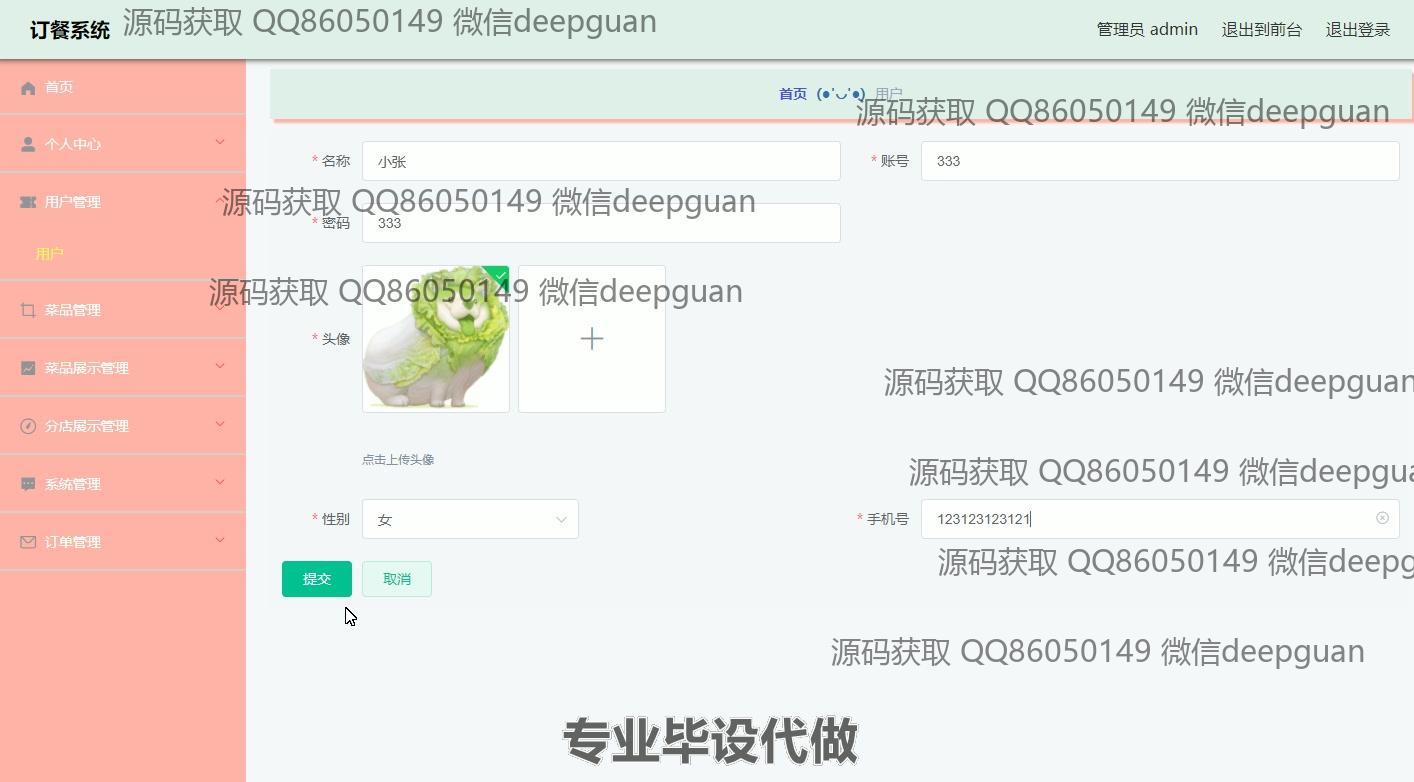 订餐系统
源码获取 QQ86050149 微信deepguan
管理员 admin
退出到前台
退出登录
首页
个人中心
用户管理
用户
菜品管理
菜品展示管理
分店展示管理
系统管理
订单管理
首页 (●'◡'●) 用户
源码获取 QQ86050149 微信deepguan
* 名称 小张
* 账号 333
源码获取 QQ86050149 微信deepguan
* 密码 333
源码获取 QQ86050149 微信deepguan
* 头像
源码获取 QQ86050149 微信deepguan
点击上传头像
源码获取 QQ86050149 微信deepgua
* 性别 女
* 手机号 123123123121
源码获取 QQ86050149 微信deepg
提交
取消
源码获取 QQ86050149 微信deepguan
专业毕设代做